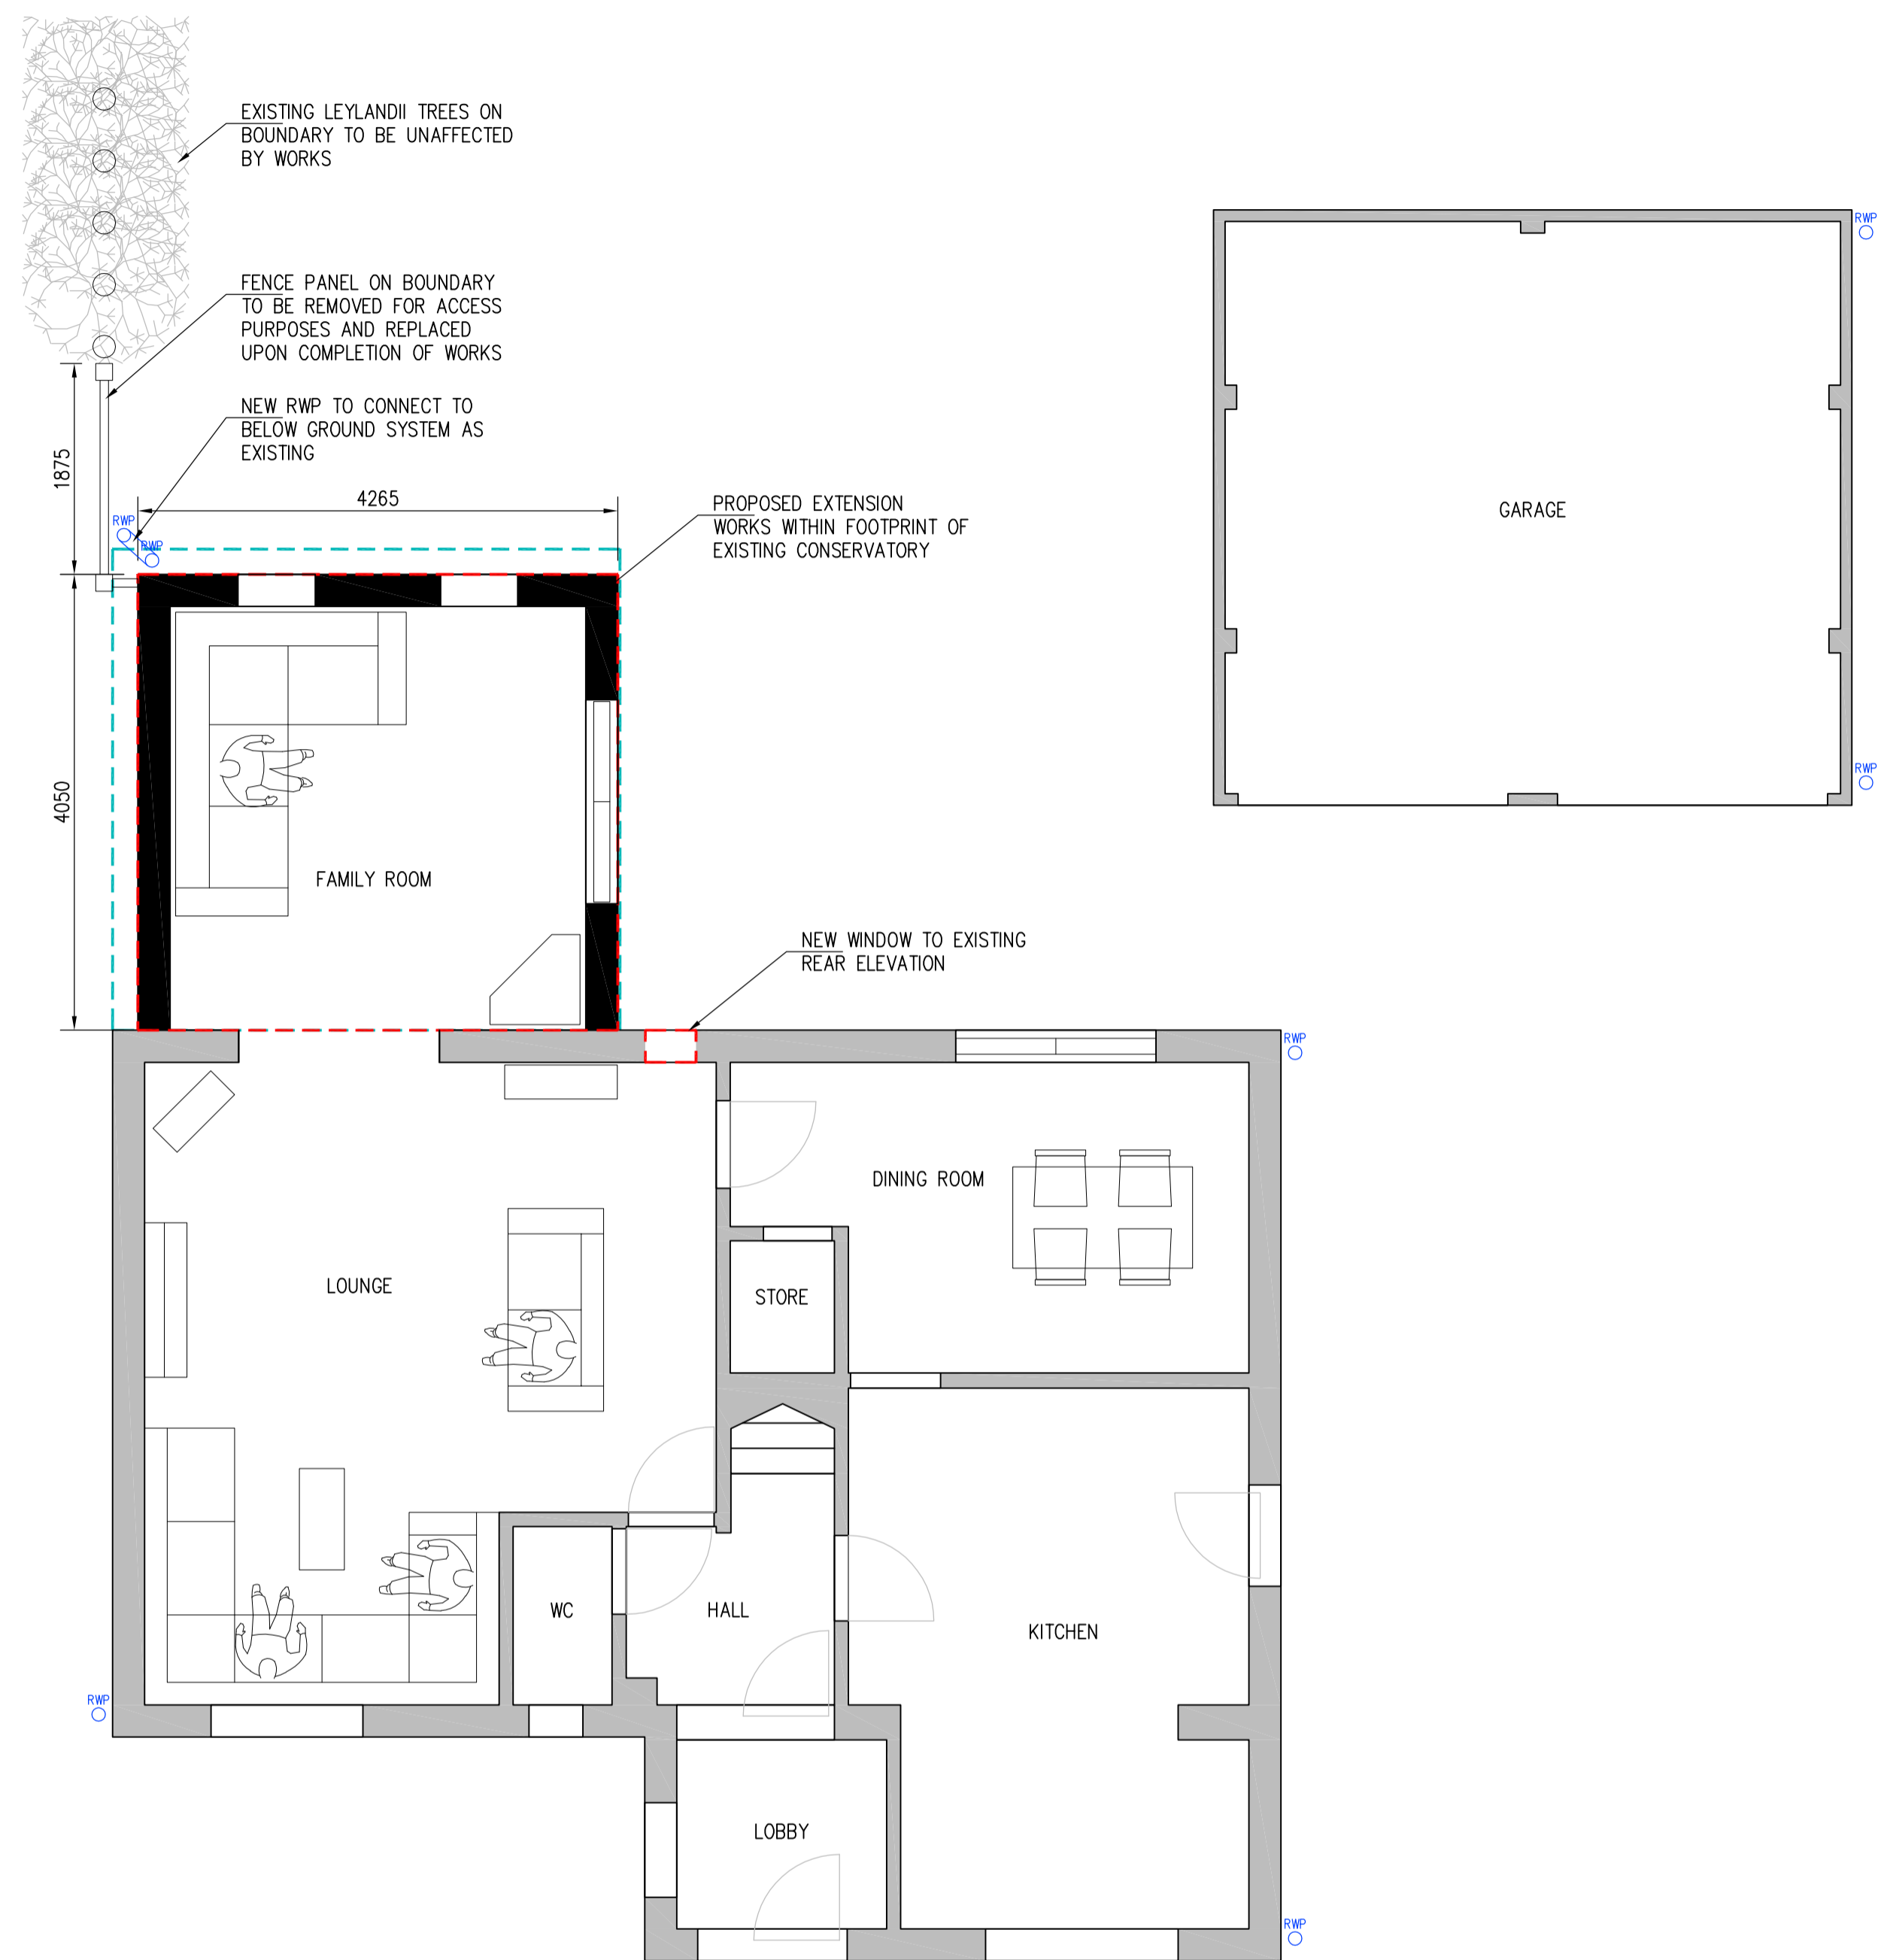 EXISTING LEYLANDII TREES ON
BOUNDARY TO BE UNAFFECTED
BY WORKS
RWP
FENCE PANEL ON BOUNDARY
TO BE REMOVED FOR ACCESS
PURPOSES AND REPLACED
UPON COMPLETION OF WORKS
NEW RWP TO CONNECT TO
BELOW GROUND SYSTEM AS
EXISTING
1875
4265
RWP
RWP
PROPOSED EXTENSION
WORKS WITHIN FOOTPRINT OF
EXISTING CONSERVATORY
GARAGE
RWP
4050
FAMILY ROOM
NEW WINDOW TO EXISTING
REAR ELEVATION
RWP
DINING ROOM
LOUNGE
STORE
WC
HALL
KITCHEN
RWP
LOBBY
RWP